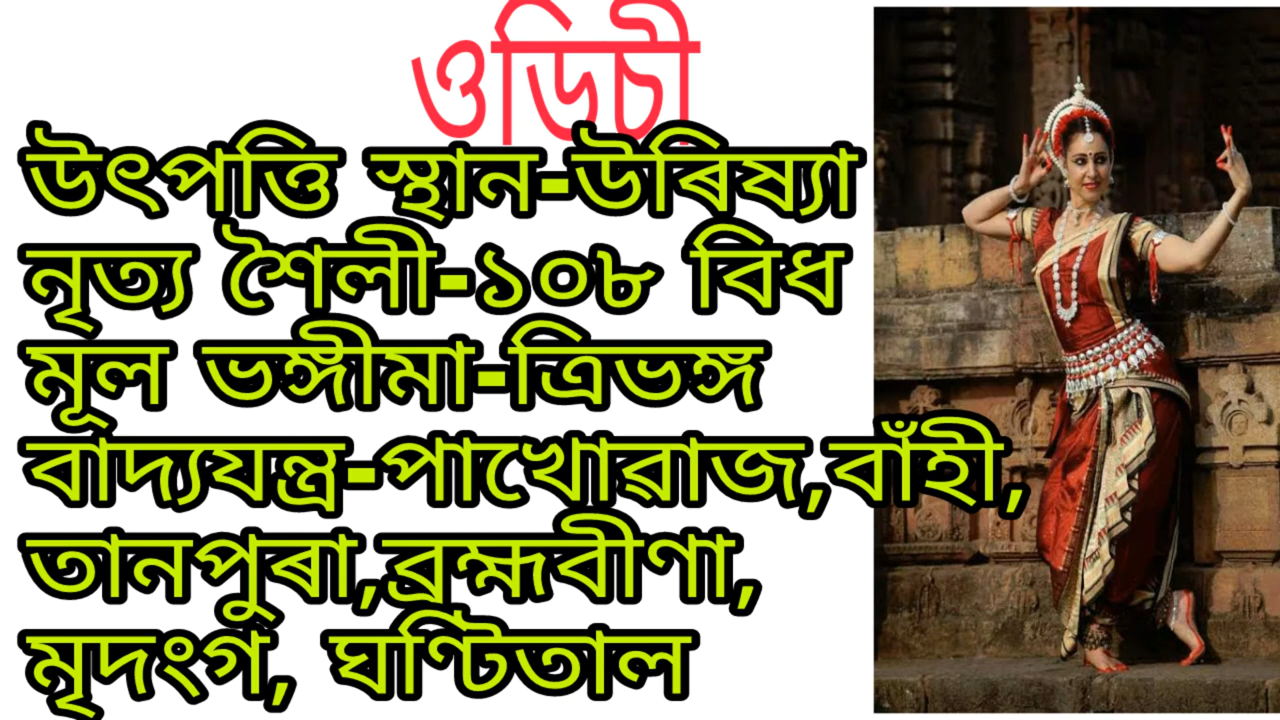 ওডিচী
উৎপত্তি স্থান-উৰিষ্যা
নৃত্য শৈলী-১০৮ বিধ
মূল ভঙ্গীমা-ত্রিভঙ্গ
বাদ্যযন্ত্ৰ-পাখোৱাজ,বাঁহী,
তানপুৰা,ব্ৰহ্মবীণা,
মৃদংগ, ঘণ্টিতাল